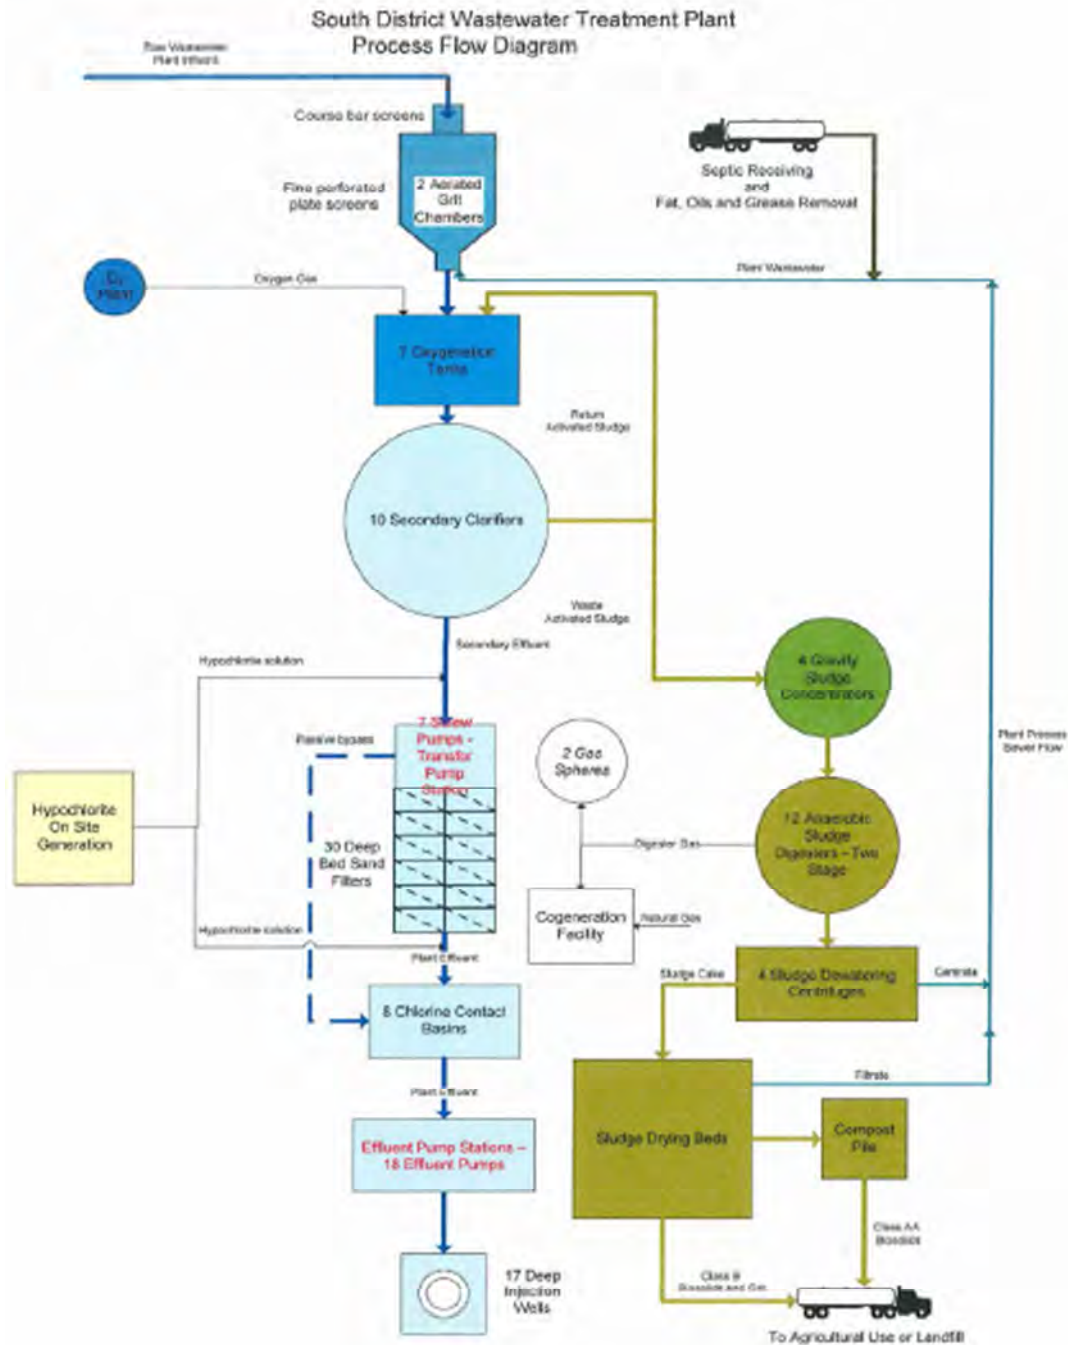 South District Wastewater Treatment Plant
Process Flow Diagram
Raw Wastewater
Plant Influent
Course bar screens
Fine perforated
plate screens
2 Aerated
Grit
Chambers
Septic Receiving
and
Fat, Oils and Grease Removal
Plant Wastewater
O₂
Plant
Oxygen Gas
7 Oxygenation
Tanks
Return
Activated Sludge
10 Secondary Clarifiers
Waste
Activated Sludge
Secondary Effluent
Hypochlorite solution
4 Gravity
Sludge
Concentrators
Plant Process
Sewer Flow
7 Screw
Pumps -
Transfer
Pump
Station
Passive bypass
2 Gas
Spheres
Hypochlorite
On Site
Generation
12 Anaerobic
Sludge
Digesters - Two
Stage
30 Deep
Bed Sand
Filters
Digester Gas
Cogeneration
Facility
Natural Gas
Hypochlorite solution
Plant Effluent
Sludge Cake
4 Sludge Dewatering
Centrifuges
Centrate
8 Chlorine Contact
Basins
Filtrate
Plant Effluent
Sludge Drying Beds
Compost
Pile
Effluent Pump Stations –
18 Effluent Pumps
Class AA
Biosolids
17 Deep
Injection
Wells
Class B
Biosolids and Grit
To Agricultural Use or Landfill